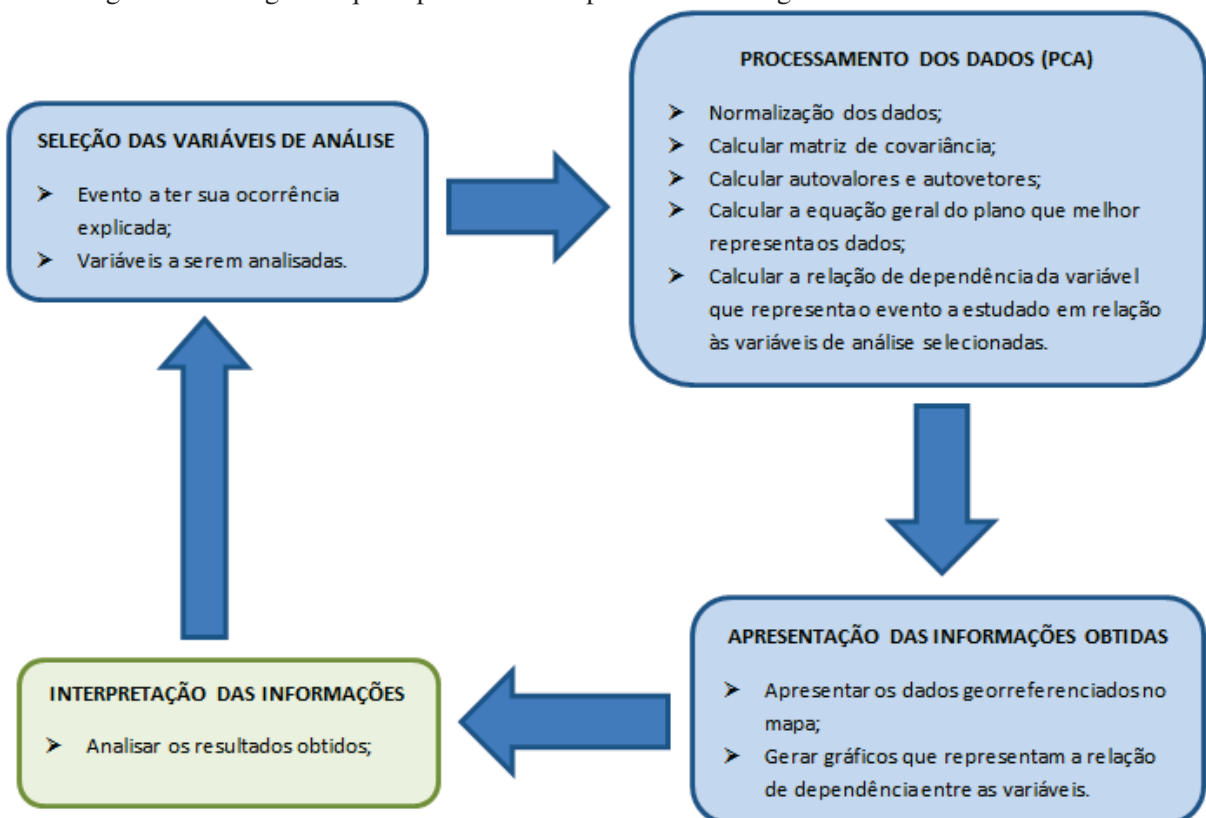 SELEÇÃO DAS VARIÁVEIS DE ANÁLISE
➤ Evento a ter sua ocorrência
explicada;
➤ Variáveis a serem analisadas.
PROCESSAMENTO DOS DADOS (PCA)
➤ Normalização dos dados;
➤ Calcular matriz de covariância;
➤ Calcular autovalores e autovetores;
➤ Calcular a equação geral do plano que melhor
representa os dados;
➤ Calcular a relação de dependência da variável
que representa o evento a estudado em relação
às variáveis de análise selecionadas.
APRESENTAÇÃO DAS INFORMAÇÕES OBTIDAS
➤ Apresentar os dados georreferenciados no
mapa;
➤ Gerar gráficos que representam a relação
de dependência entre as variáveis.
INTERPRETAÇÃO DAS INFORMAÇÕES
➤ Analisar os resultados obtidos;